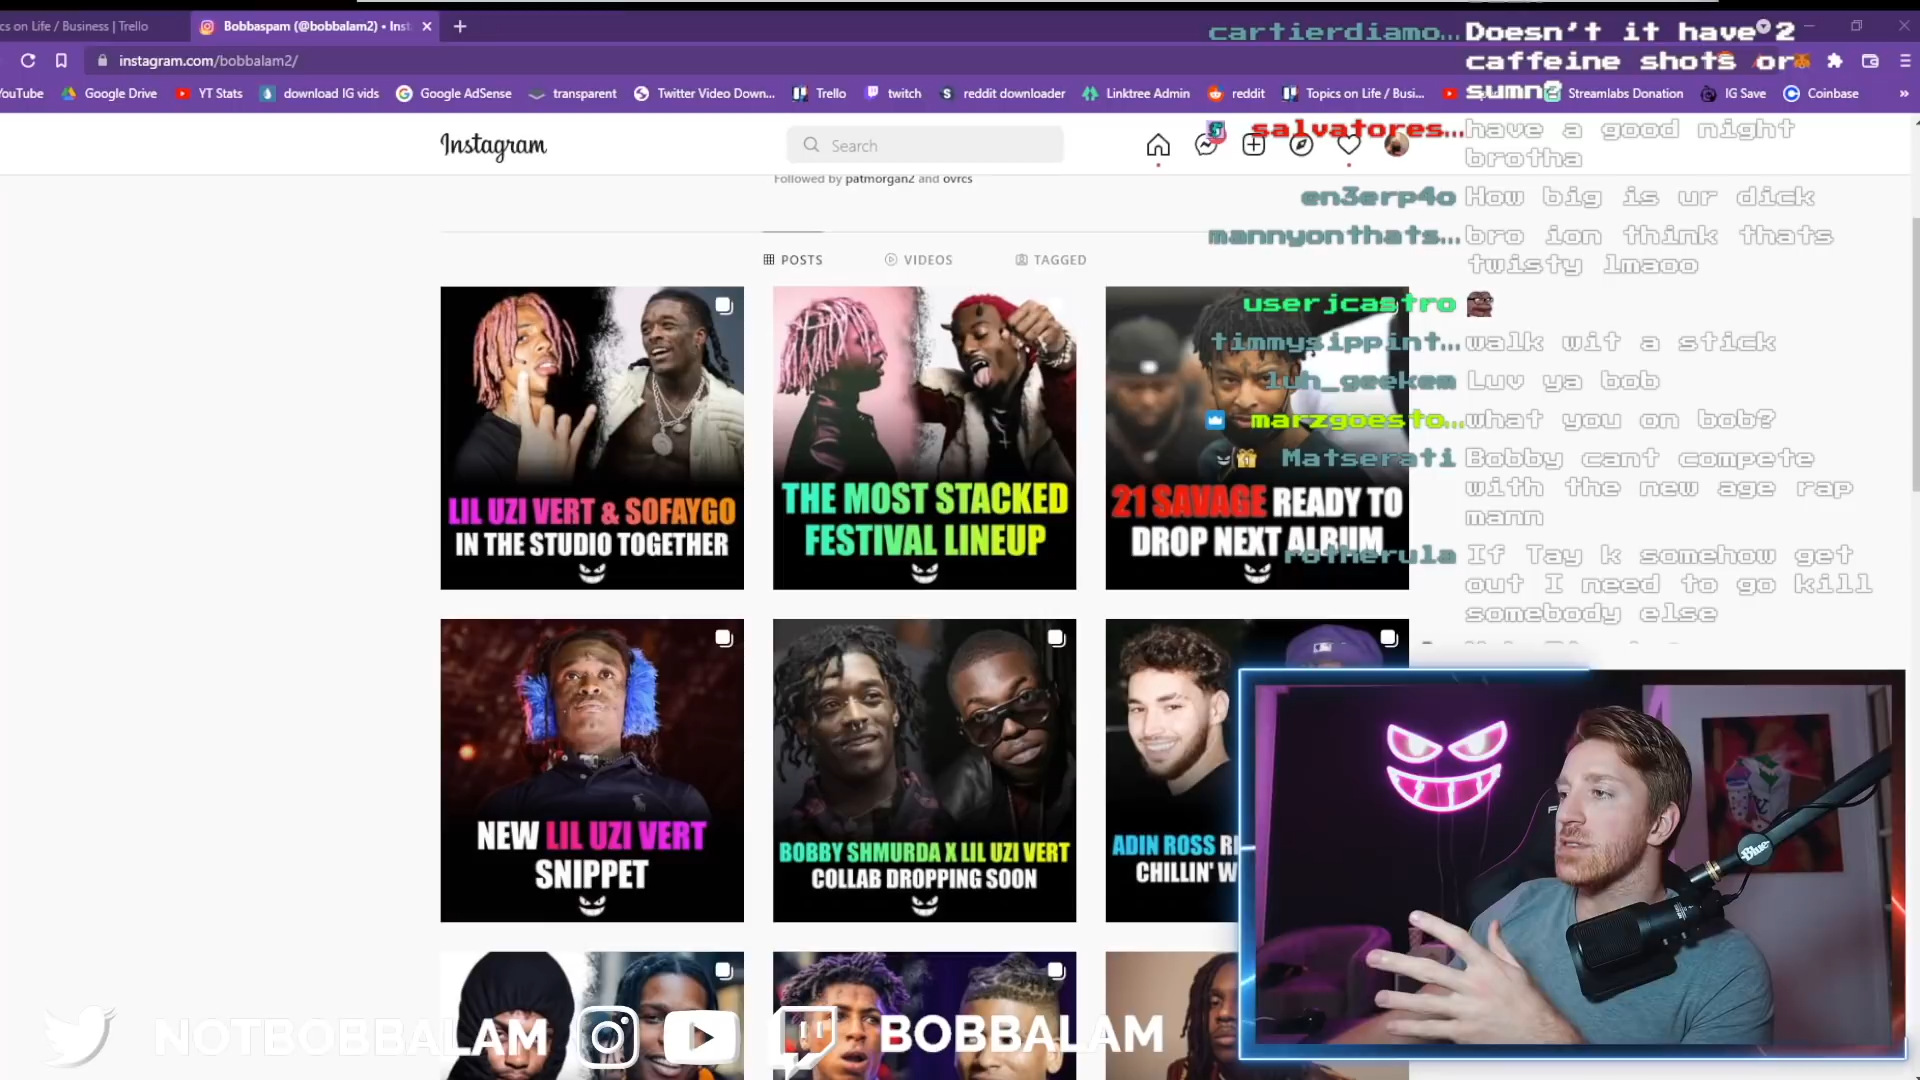 cs on Life / Business | Trello
Bobbaspam (@bobbalam2) • Inst
instagram.com/bobbalam2/
YouTube
Google Drive
YT Stats
download IG vids
Google AdSense
transparent
Twitter Video Down...
Trello
twitch
reddit downloader
Linktree Admin
reddit
Topics on Life / Busi...
Streamlabs Donation
IG Save
Coinbase
»
Instagram
Search
Followed by patmorgan2 and ovrcs
POSTS
VIDEOS
TAGGED
LIL UZI VERT & SOFAYGO
IN THE STUDIO TOGETHER
THE MOST STACKED
FESTIVAL LINEUP
21 SAVAGE READY TO
DROP NEXT ALBUM
NEW LIL UZI VERT
SNIPPET
BOBBY SHMURDA X LIL UZI VERT
COLLAB DROPPING SOON
ADIN ROSS
CHILLIN'
cartierdiamo... Doesn't it have 2
caffeine shots or
sumn?
salvatores... have a good night
brotha
en3erp4o How big is ur dick
mannyonthats... bro ion think thats
twisty lmaoo
userjcastro
timmysippint... walk wit a stick
luh_geekem Luv ya bob
marzgoesto... what you on bob?
Matserati Bobby cant compete
with the new age rap
mann
rotherula If Tay k somehow get
out I need to go kill
somebody else
Blue
NOTBOBBALAM
BOBBALAM